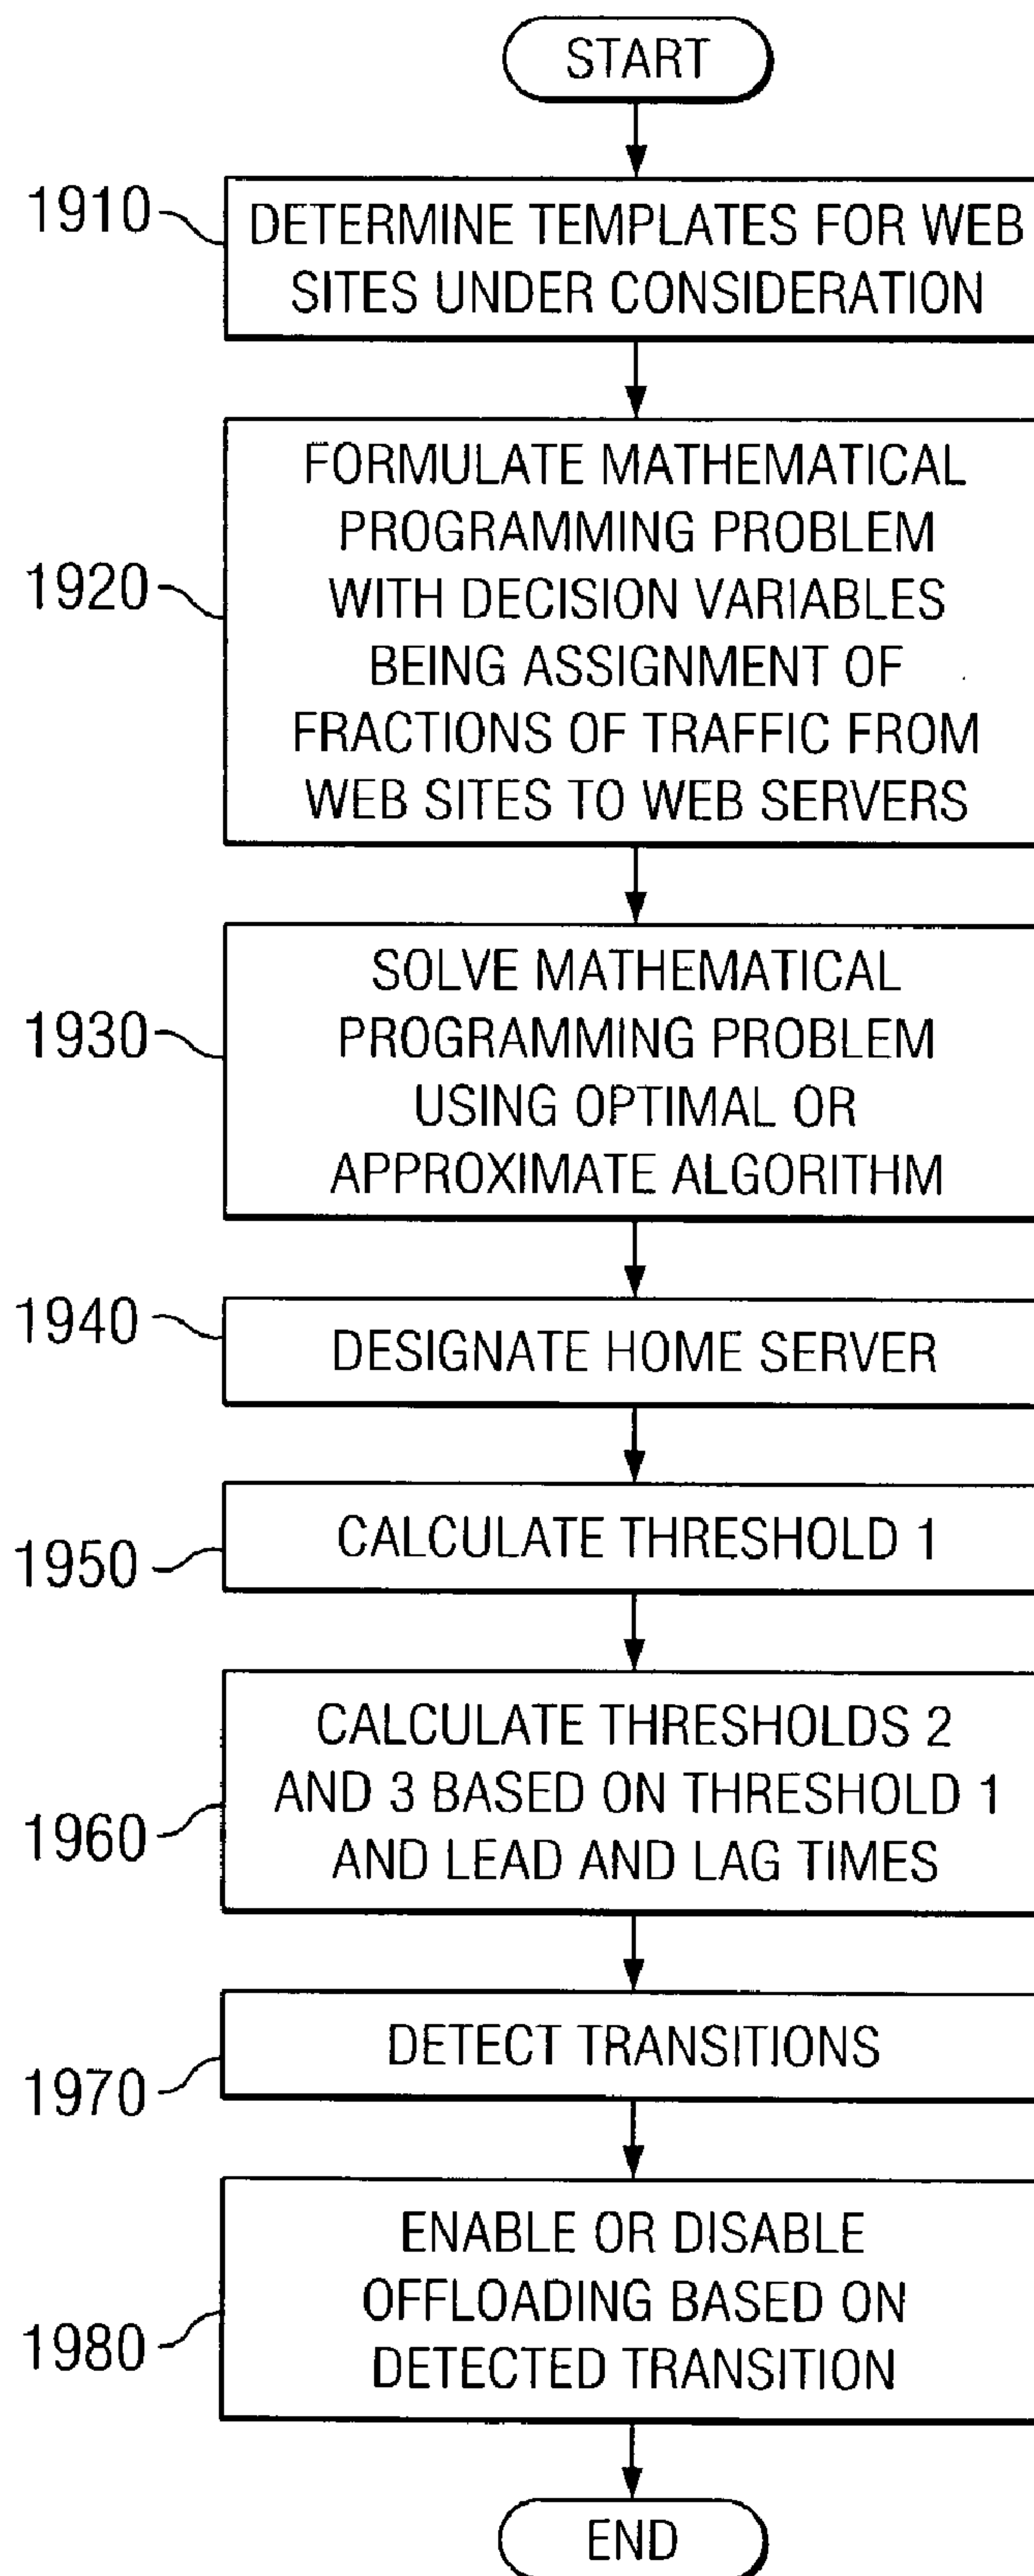 START
1910
DETERMINE TEMPLATES FOR WEB
SITES UNDER CONSIDERATION
1920
FORMULATE MATHEMATICAL
PROGRAMMING PROBLEM
WITH DECISION VARIABLES
BEING ASSIGNMENT OF
FRACTIONS OF TRAFFIC FROM
WEB SITES TO WEB SERVERS
1930
SOLVE MATHEMATICAL
PROGRAMMING PROBLEM
USING OPTIMAL OR
APPROXIMATE ALGORITHM
1940
DESIGNATE HOME SERVER
1950
CALCULATE THRESHOLD 1
1960
CALCULATE THRESHOLDS 2
AND 3 BASED ON THRESHOLD 1
AND LEAD AND LAG TIMES
1970
DETECT TRANSITIONS
1980
ENABLE OR DISABLE
OFFLOADING BASED ON
DETECTED TRANSITION
END